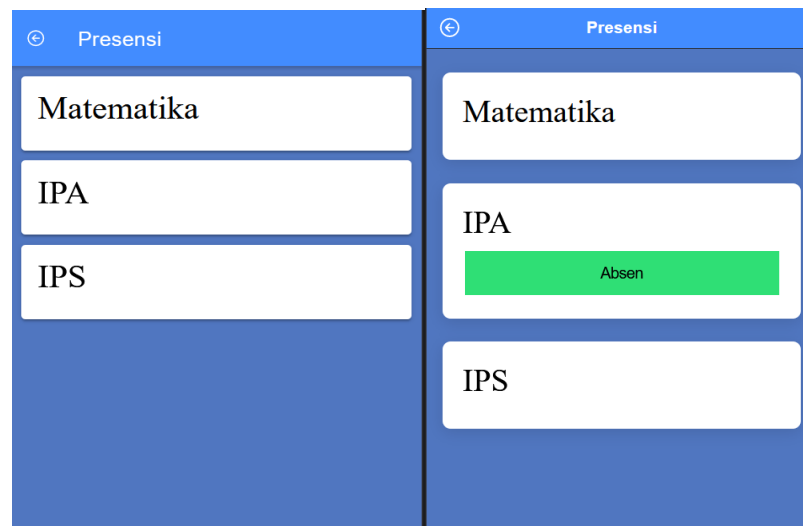 Presensi
Matematika
IPA
IPS
Presensi
Matematika
IPA
Absen
IPS